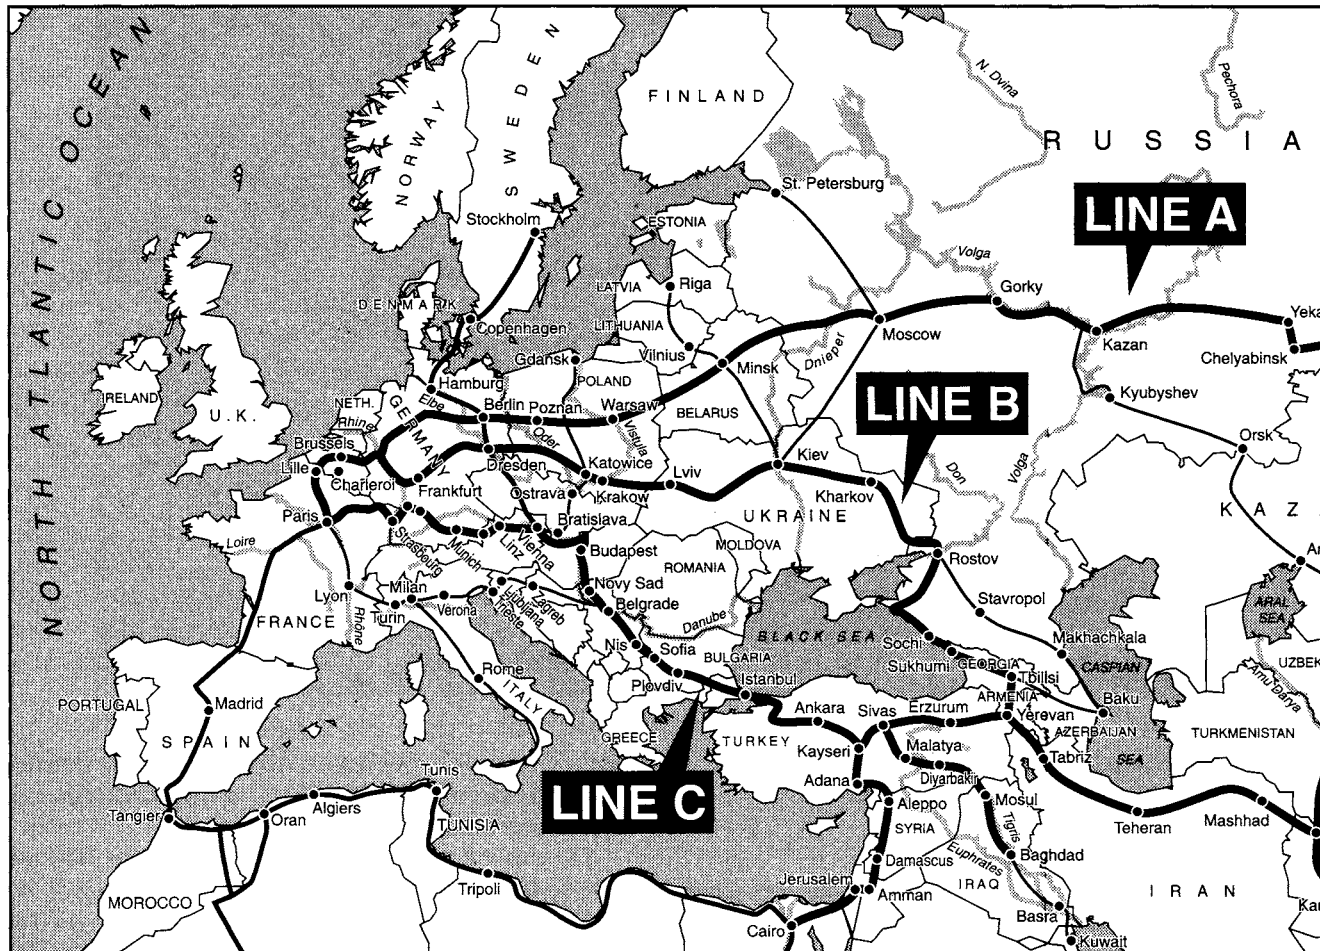 NORTH ATLANTIC OCEAN
NORWAY
SWEDEN
FINLAND
N. Dvina
Pechora
RUSSIA
St. Petersburg
LINE A
Stockholm
ESTONIA
Volga
LATVIA
Riga
Gorky
DENMARK
Copenhagen
LITHUANIA
Moscow
Kazan
Yeka
Chelyabinsk
Gdańsk
Vilnius
Minsk
Dnieper
IRELAND
U.K.
Hamburg
POLAND
Kyubyshev
NETH.
Elbe
GERMANY
Berlin
Poznan
Warsaw
BELARUS
LINE B
Rhine
Oder
Vistula
Brussels
Lille
Charleroi
Frankfurt
Dresden
Katowice
Krakow
Lviv
Kiev
Kharkov
Don
Volga
Orsk
Ostrava
Paris
Strasbourg
Munich
Linz
Vienna
Bratislava
UKRAINE
KAZ
Loire
Budapest
MOLDOVA
ROMANIA
Rostov
Lyon
Milan
Turin
Verona
Trieste
Ljubljana
Zagreb
Novy Sad
Belgrade
Danube
Stavropol
ARAL SEA
FRANCE
Rhône
BLACK SEA
Sochi
Sukhumi
Makhachkala
CASPIAN
SEA
UZBEK
Nis
Sofia
BULGARIA
GEORGIA
Tbilisi
Rome
ITALY
Plovdiv
Istanbul
ARMENIA
Baku
Amu Darya
PORTUGAL
Madrid
SPAIN
Ankara
Sivas
Erzurum
Yerevan
AZERBAIJAN
TURKMENISTAN
GREECE
TURKEY
Kayseri
Malatya
Tabriz
Tunis
LINE C
Adana
Diyarbakir
Tangier
Oran
Algiers
TUNISIA
Aleppo
Mosul
Teheran
Mashhad
SYRIA
Tigris
Damascus
Euphrates
Baghdad
Tripoli
Jerusalem
Amman
IRAQ
IRAN
MOROCCO
Basra
Cairo
Kuwait